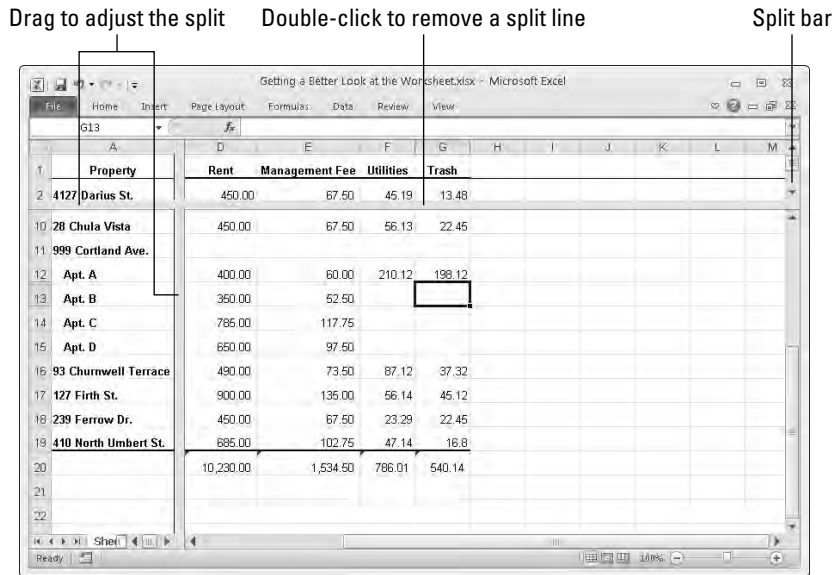 Drag to adjust the split Double-click to remove a split line Split bar
Getting a Better Look at the Worksheet.xlsx - Microsoft Excel
File Home Insert Page Layout Formulas Data Review View
G13 fx
A D E F G H I J K L M
1 Property Rent Management Fee Utilities Trash
2 4127 Darius St. 450.00 67.50 45.19 13.48
10 28 Chula Vista 450.00 67.50 56.13 22.45
11 999 Cortland Ave.
12 Apt. A 400.00 60.00 210.12 198.12
13 Apt. B 350.00 52.50
14 Apt. C 785.00 117.75
15 Apt. D 650.00 97.50
16 93 Churnwell Terrace 490.00 73.50 87.12 37.32
17 127 Firth St. 900.00 135.00 56.14 45.12
18 239 Ferrow Dr. 450.00 67.50 23.29 22.45
19 410 North Umbert St. 685.00 102.75 47.14 16.8
20 10,230.00 1,534.50 786.01 540.14
21
22
Shee
Ready 100%